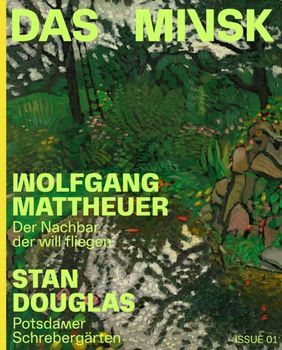 DAS MINSK
WOLFGANG
MATTHEUER
Der Nachbar,
der will fliegen
STAN
DOUGLAS
Potsdamer
Schrebergärten
ISSUE 01